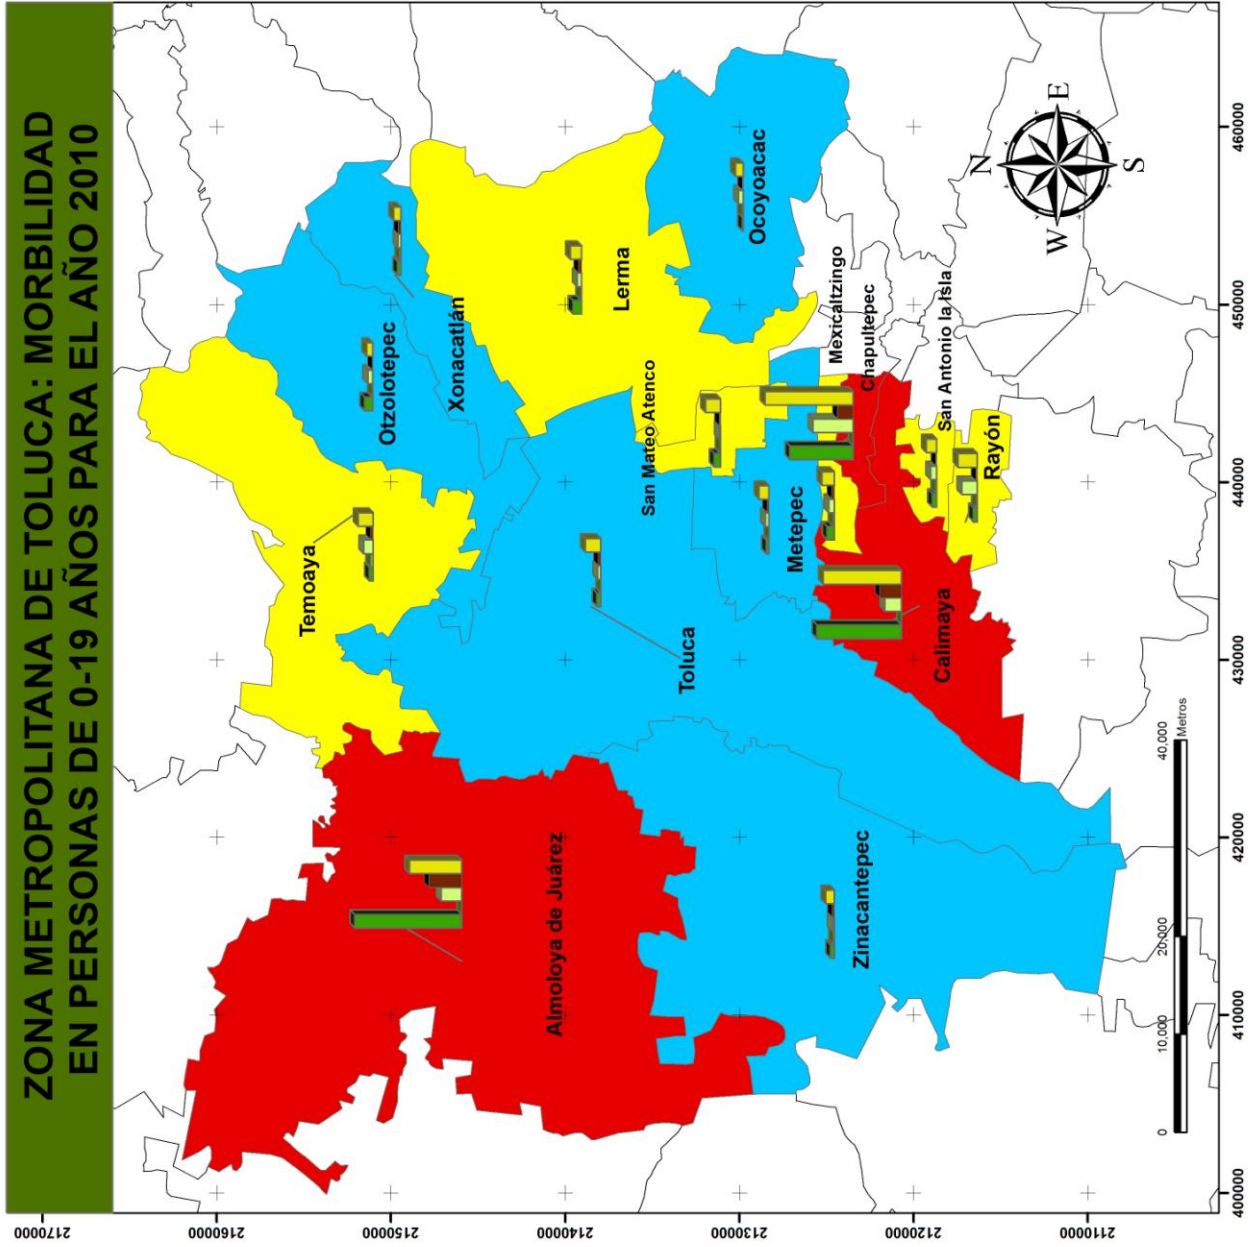 ZONA METROPOLITANA DE TOLUCA: MORBILIDAD
EN PERSONAS DE 0-19 AÑOS PARA EL AÑO 2010
Temoaya
Otzolotepec
Xonacatlán
Lerma
Ocoyoacac
San Mateo Atenco
Toluca
Metepec
Mexicaltzingo
Chapultepec
San Antonio la Isla
Rayón
Calimaya
Almoloya de Juárez
Zinacantepec
N
W
E
S
0
10,000
20,000
40,000
Metros
2170000
2160000
2150000
2140000
2130000
2120000
2110000
400000
410000
420000
430000
440000
450000
460000